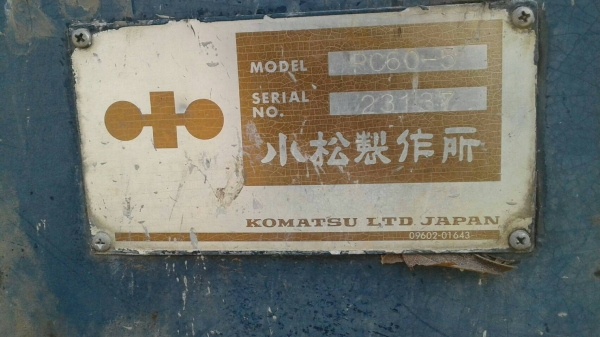 MODEL PC60-5
SERIAL NO. 23137
小松製作所
KOMATSU LTD JAPAN
09602-01643